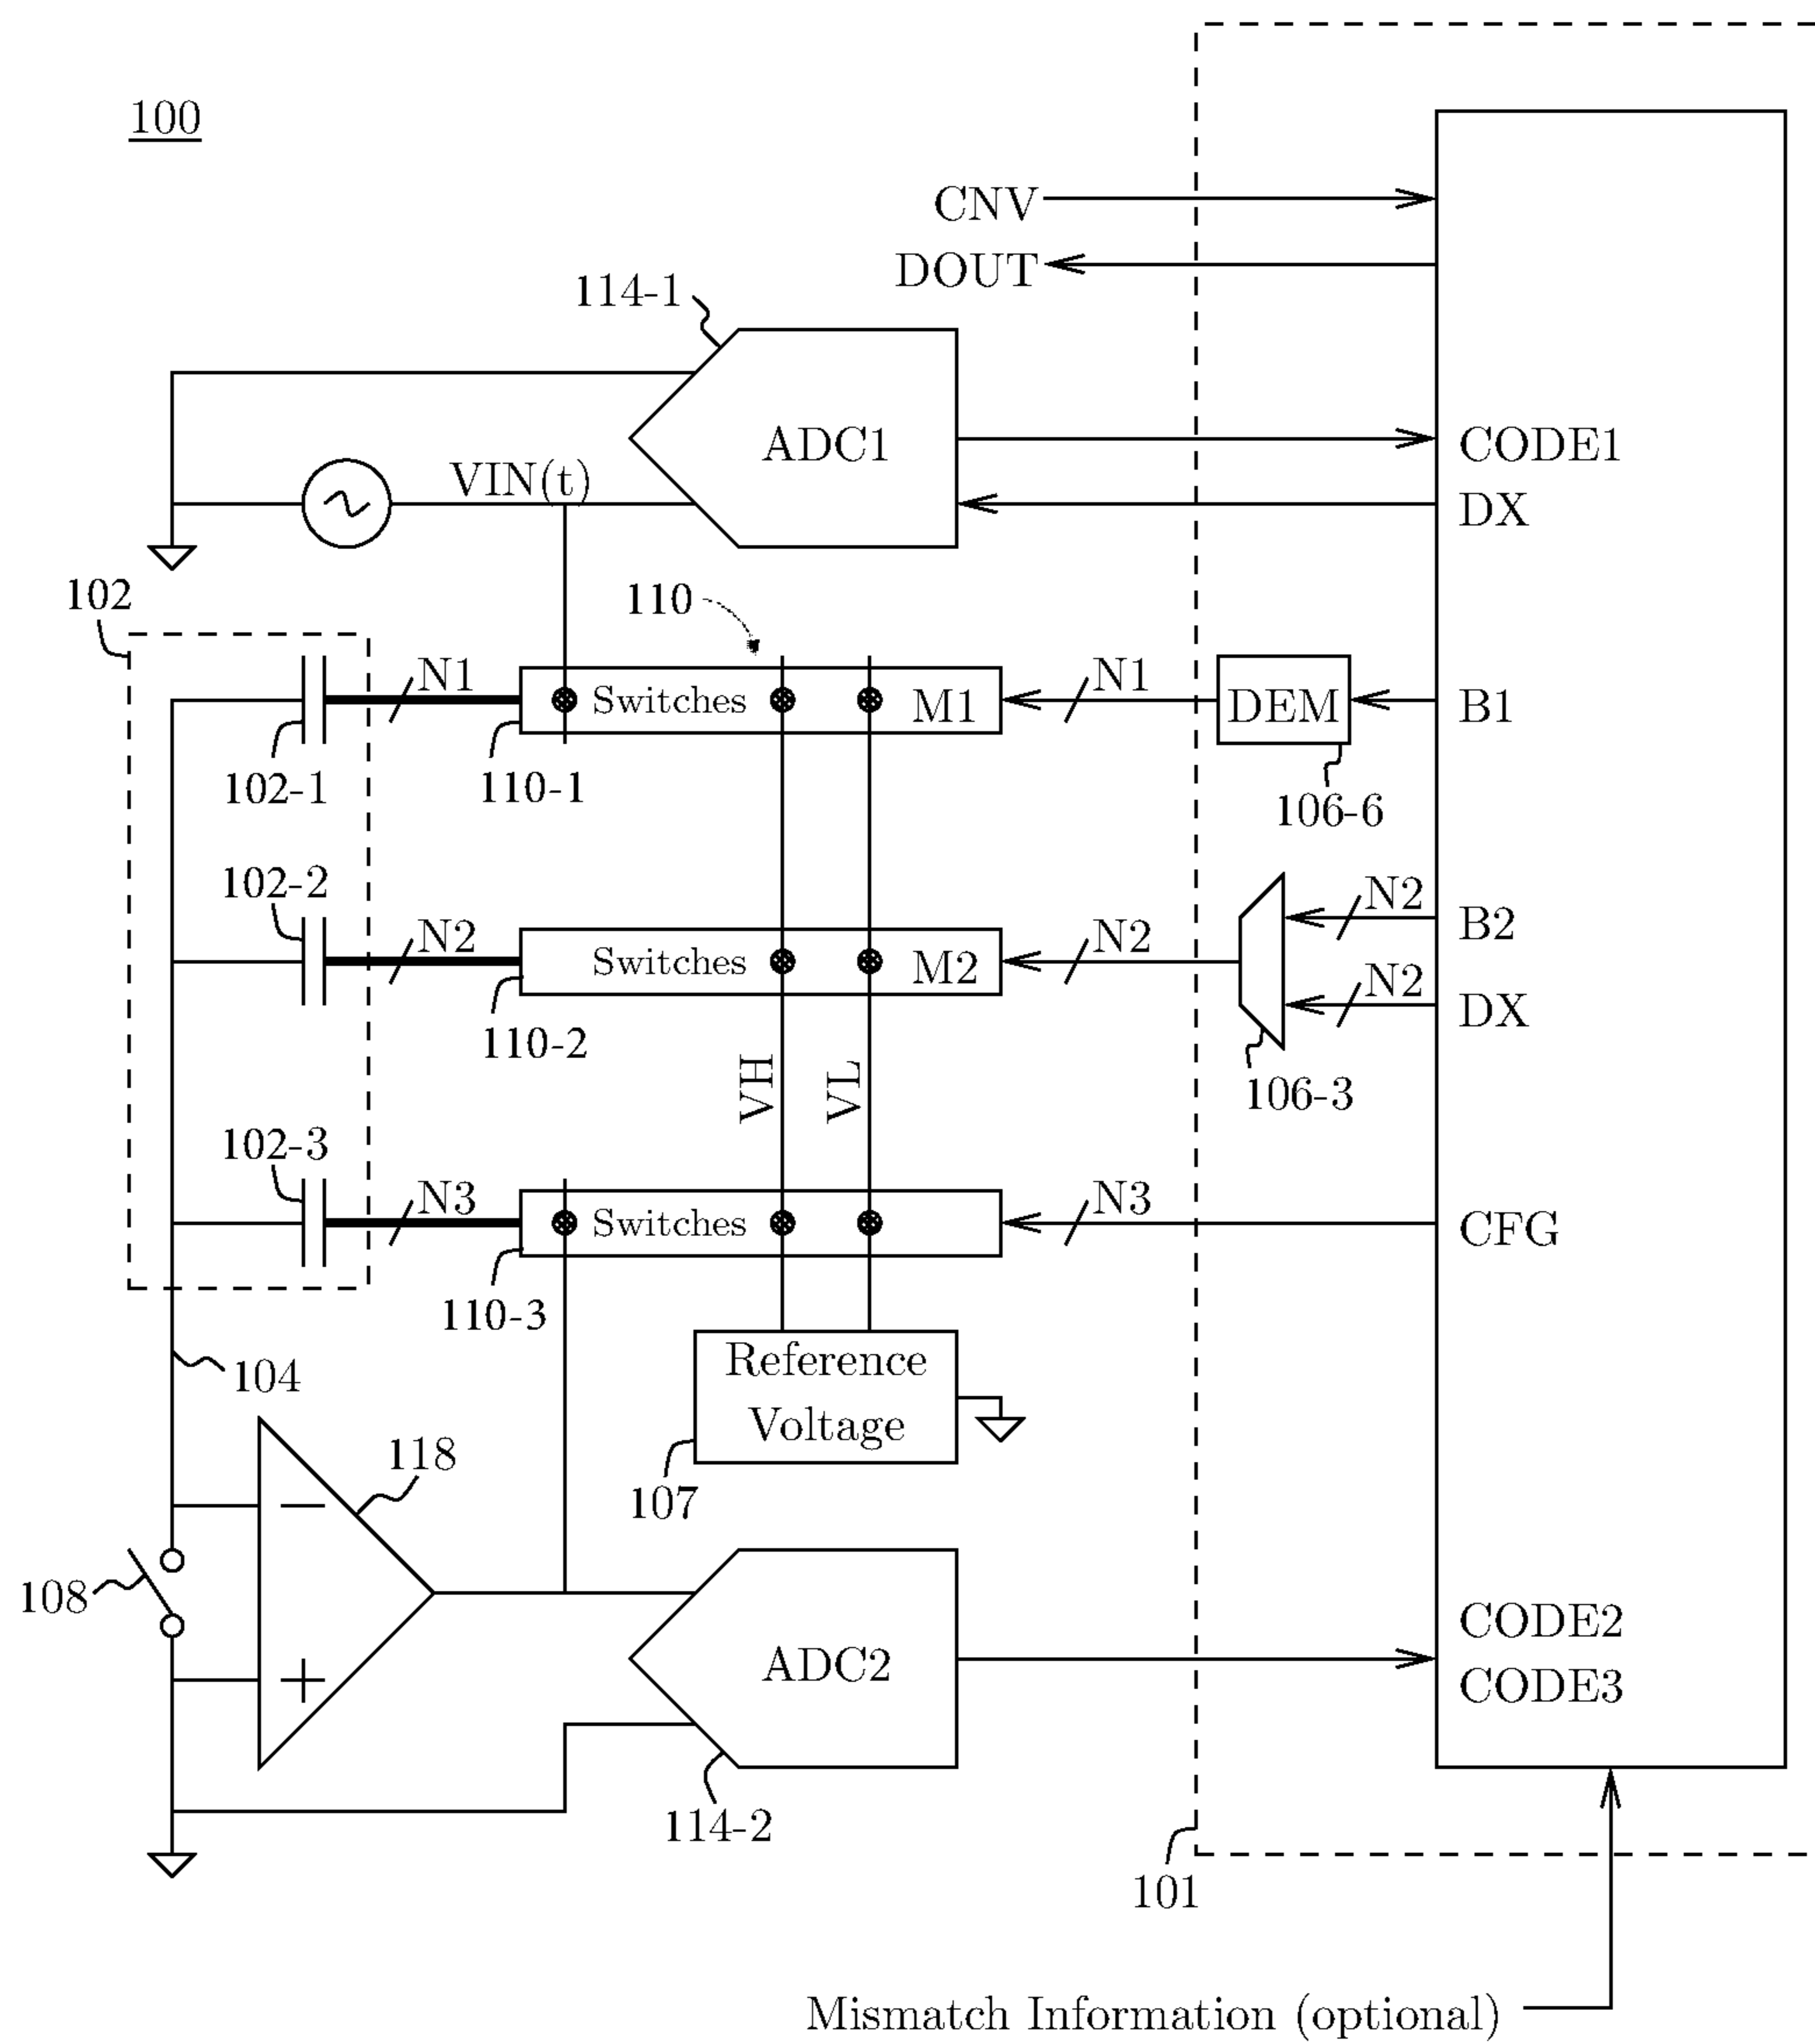 100
CNV
DOUT
114-1
ADC1
CODE1
VIN(t)
DX
102
110
N1
Switches
M1
N1
DEM
B1
102-1
110-1
106-6
102-2
N2
B2
N2
Switches
M2
N2
N2
DX
110-2
VH
VL
106-3
102-3
N3
Switches
N3
CFG
110-3
104
Reference
Voltage
118
107
108
CODE2
ADC2
CODE3
114-2
101
Mismatch Information (optional)